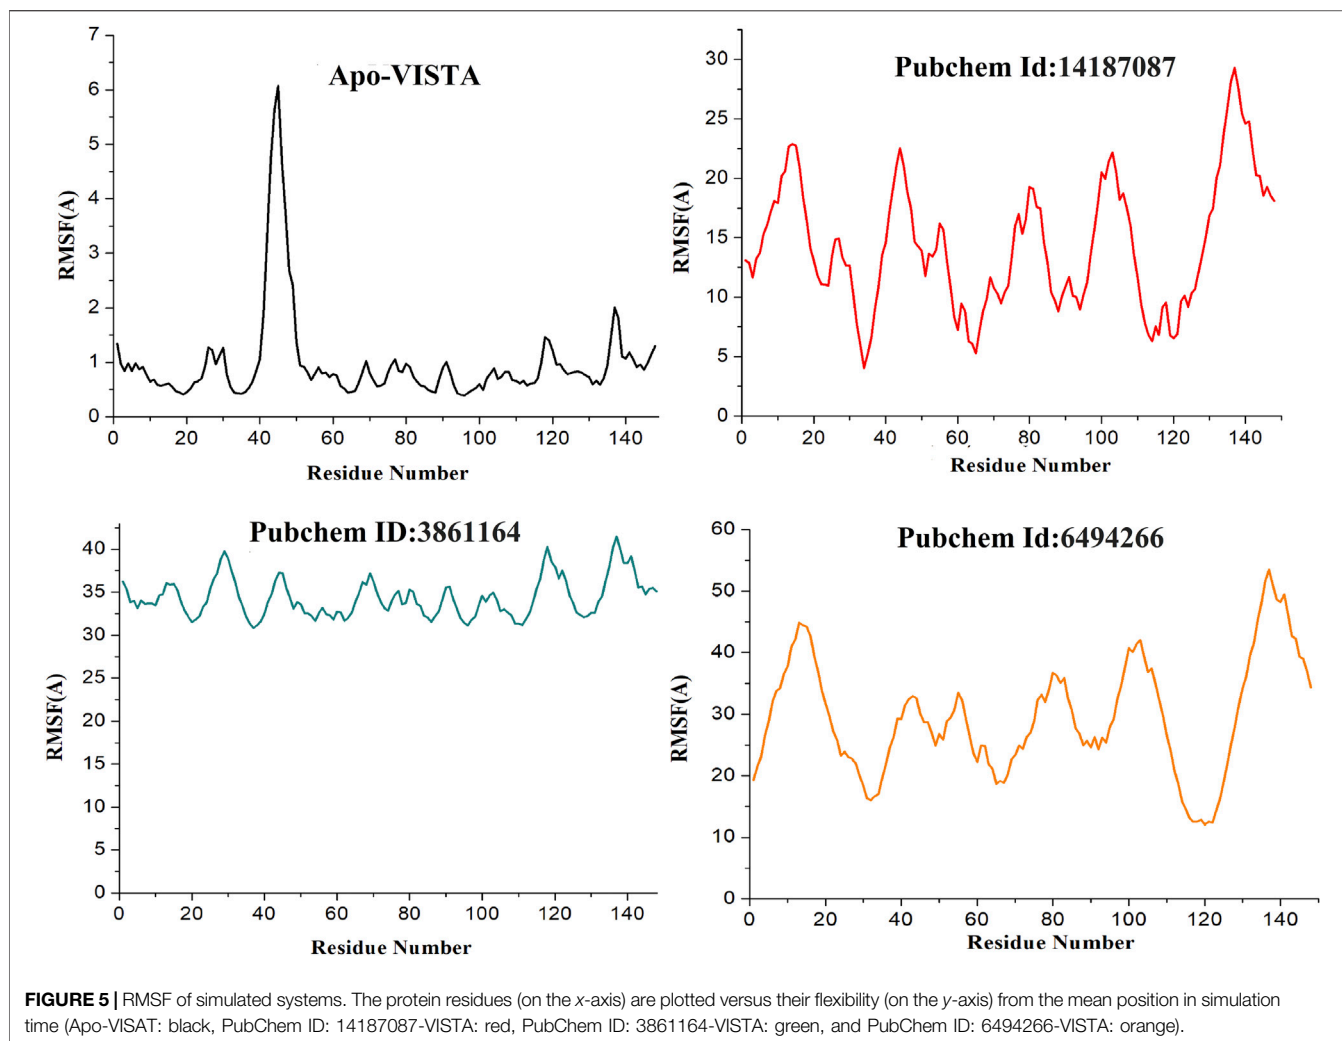 Apo-VISTA
7
6
5
4
3
2
1
0
RMSF(A)
0 20 40 60 80 100 120 140
Residue Number
Pubchem Id:14187087
30
25
20
15
10
5
0
RMSF(A)
0 20 40 60 80 100 120 140
Residue Number
Pubchem ID:3861164
40
35
30
25
20
15
10
5
0
RMSF(A)
0 20 40 60 80 100 120 140
Residue Number
Pubchem Id:6494266
60
50
40
30
20
10
0
RMSF(A)
0 20 40 60 80 100 120 140
Residue Number
FIGURE 5 | RMSF of simulated systems. The protein residues (on the x-axis) are plotted versus their flexibility (on the y-axis) from the mean position in simulation
time (Apo-VISAT: black, PubChem ID: 14187087-VISTA: red, PubChem ID: 3861164-VISTA: green, and PubChem ID: 6494266-VISTA: orange).